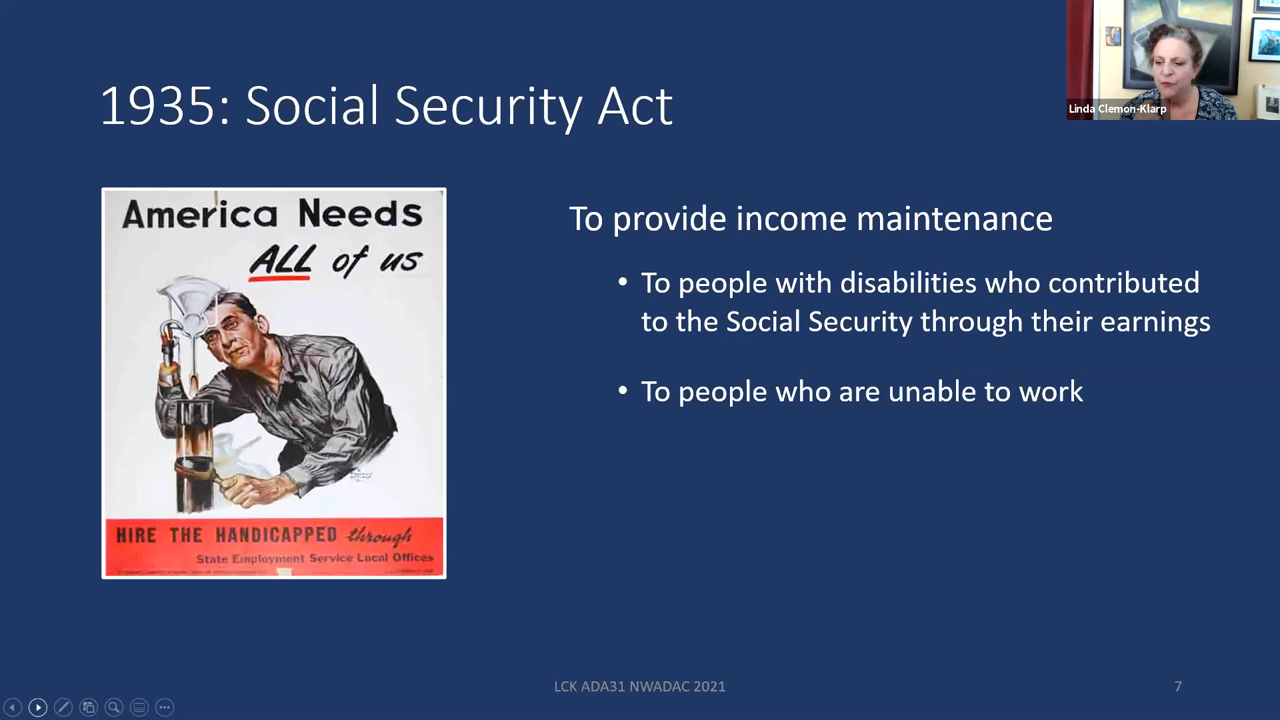 1935: Social Security Act
Linda Clemon-Klarp
America Needs
ALL of us
HIRE THE HANDICAPPED through
State Employment Service Local Offices
To provide income maintenance
• To people with disabilities who contributed
to the Social Security through their earnings
• To people who are unable to work
LCK ADA31 NWADAC 2021
7